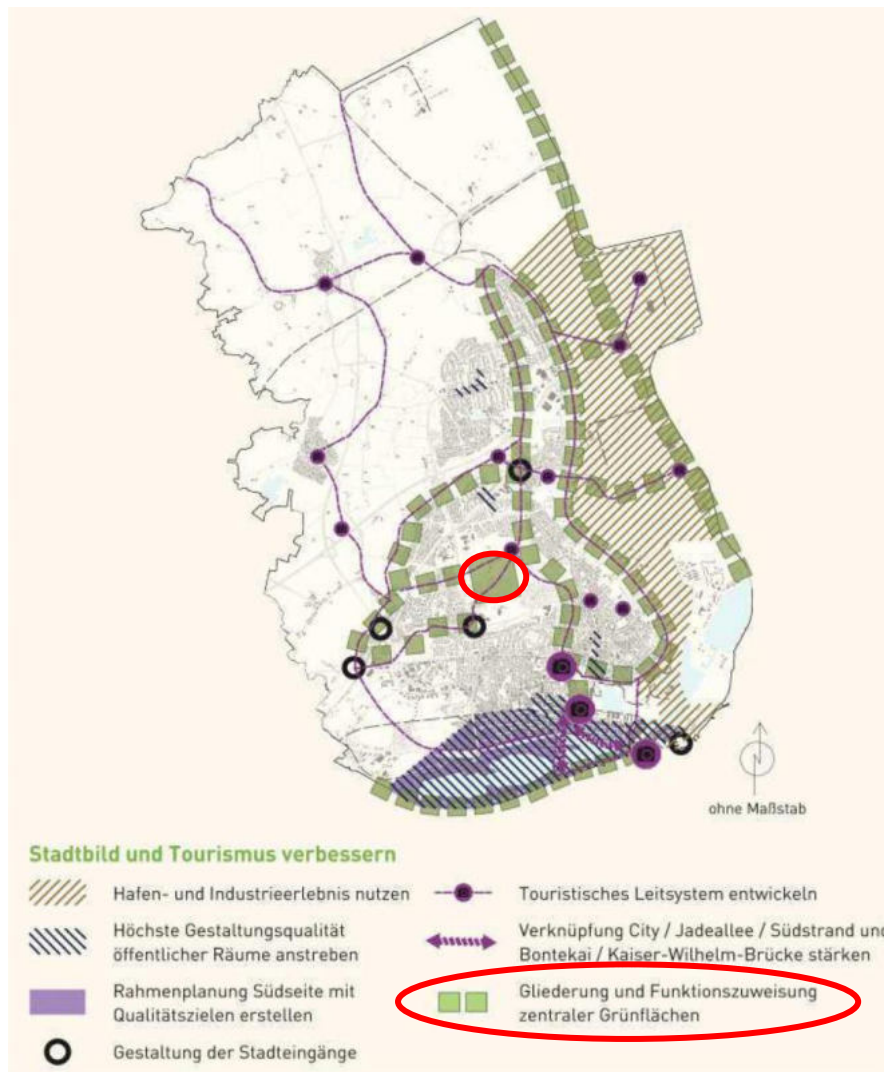 ohne Maßstab
Stadtbild und Tourismus verbessern
Hafen- und Industrieerlebnis nutzen
Höchste Gestaltungsqualität
öffentlicher Räume anstreben
Rahmenplanung Südseite mit
Qualitätszielen erstellen
Gestaltung der Stadteingänge
Touristisches Leitsystem entwickeln
Verknüpfung City / Jadeallee / Südstrand und
Bontekai / Kaiser-Wilhelm-Brücke stärken
Gliederung und Funktionszuweisung
zentraler Grünflächen